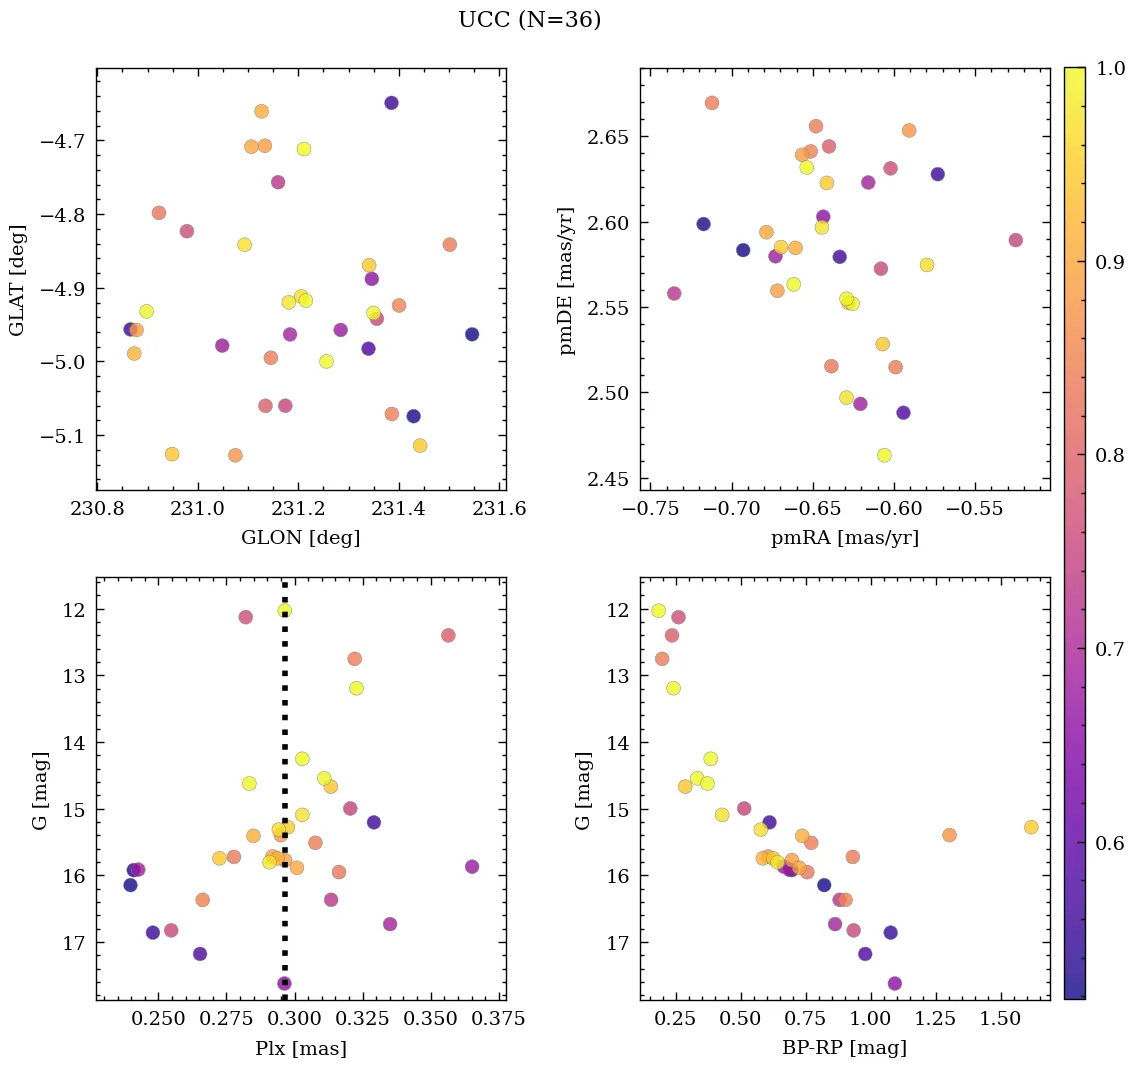 UCC (N=36)
−4.7
−4.8
−4.9
−5.0
−5.1
GLAT [deg]
230.8 231.0 231.2 231.4 231.6
GLON [deg]
2.65
2.60
2.55
2.50
2.45
pmDE [mas/yr]
−0.75 −0.70 −0.65 −0.60 −0.55
pmRA [mas/yr]
12
13
14
15
16
17
G [mag]
0.250 0.275 0.300 0.325 0.350 0.375
Plx [mas]
12
13
14
15
16
17
G [mag]
0.25 0.50 0.75 1.00 1.25 1.50
BP-RP [mag]
1.0
0.9
0.8
0.7
0.6